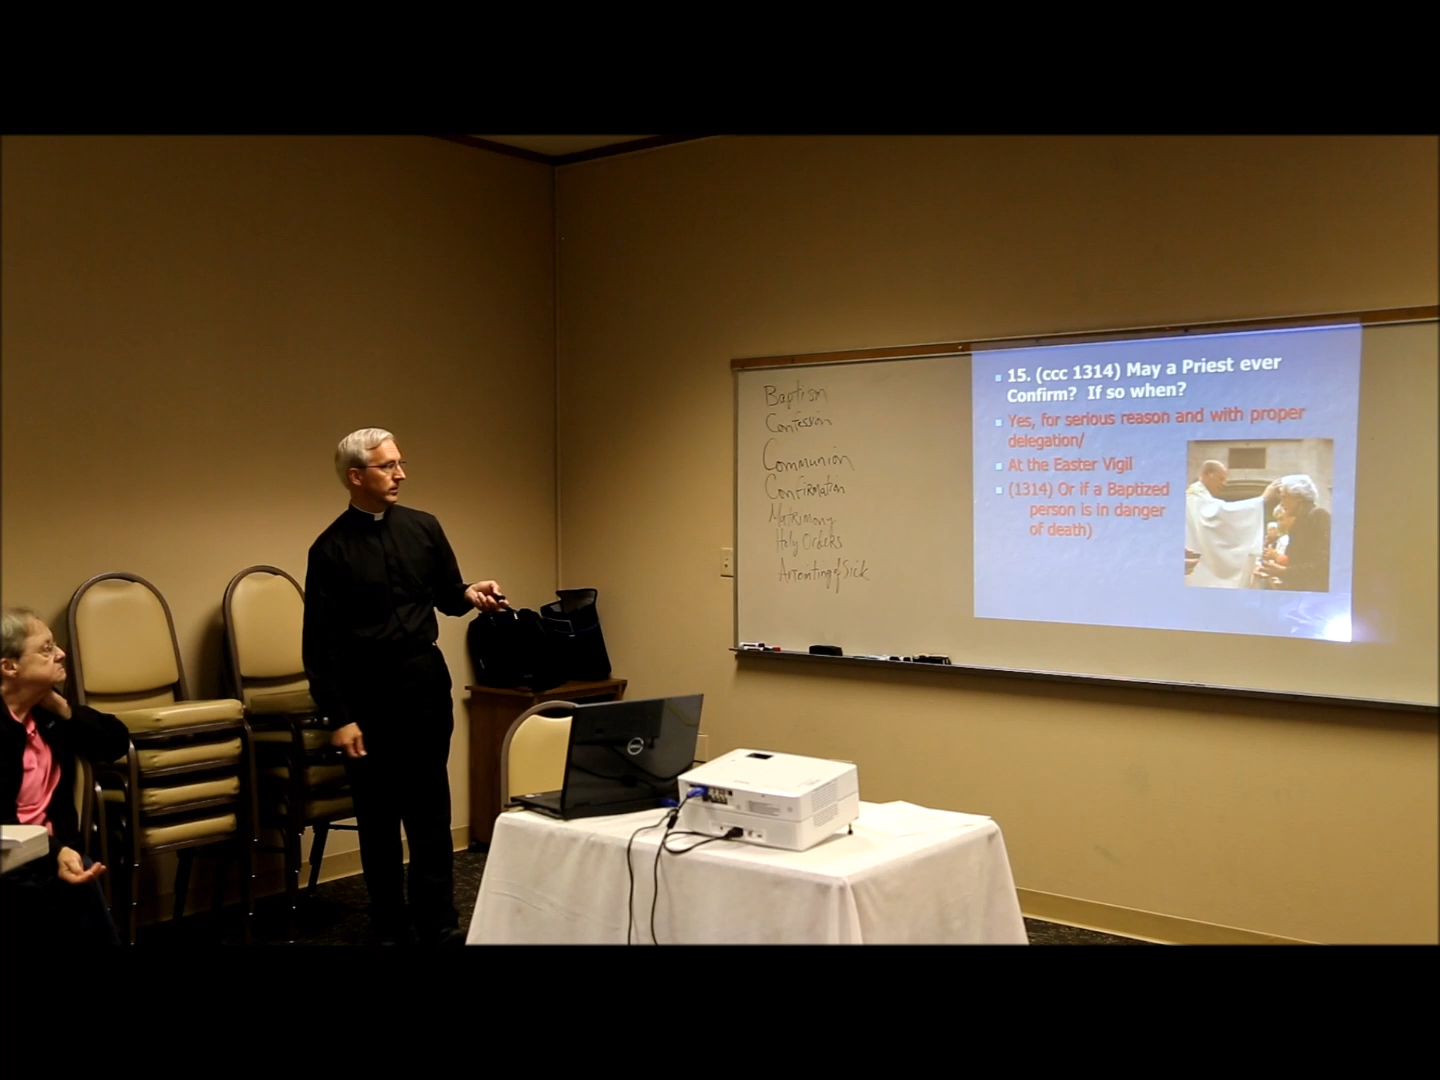 Baptism
Confession
Communion
Confirmation
Matrimony
Holy Orders
Annointing of Sick
15. (ccc 1314) May a Priest ever
Confirm? If so when?
Yes, for serious reason and with proper
delegation/
At the Easter Vigil
(1314) Or if a Baptized
person is in danger
of death)
DELL